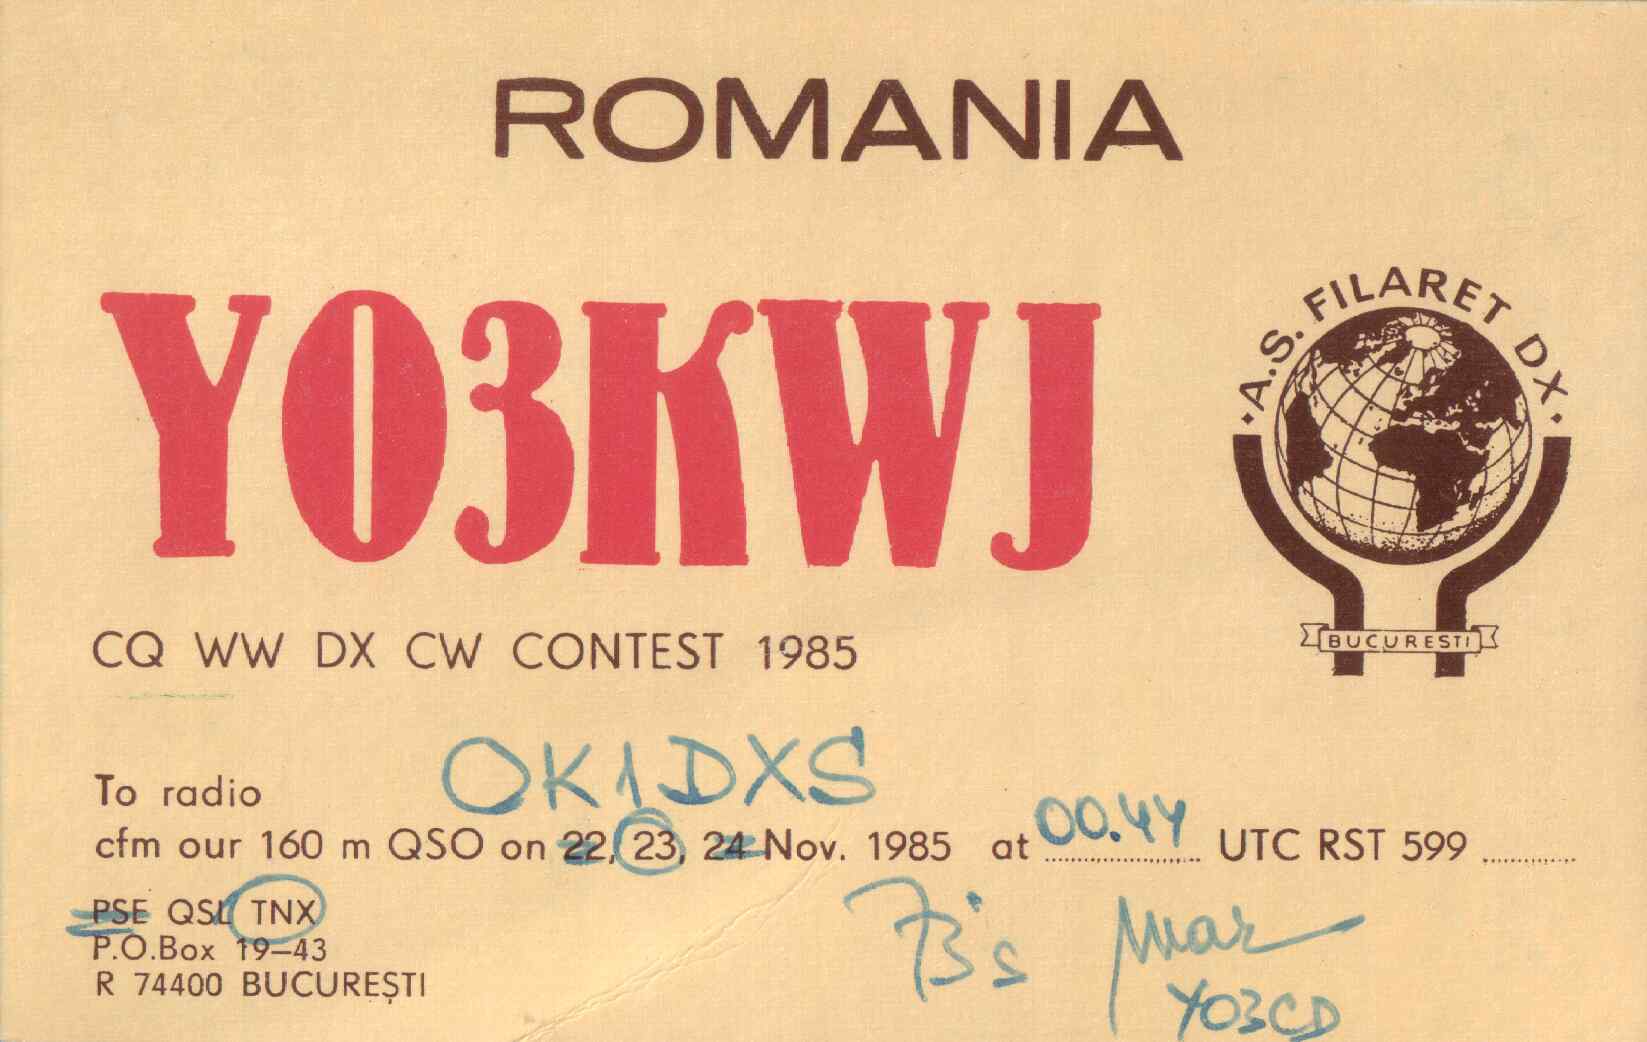 ROMANIA
• A.S. FILARET DX •
YO3KWJ
BUCURESTI
CQ WW DX CW CONTEST 1985
To radio OK1DXS
cfm our 160 m QSO on 22, 23, 24 Nov. 1985 at 00.44 UTC RST 599
PSE QSL TNX
P.O.Box 19–43
R 74400 BUCUREȘTI
73's
YO3CD